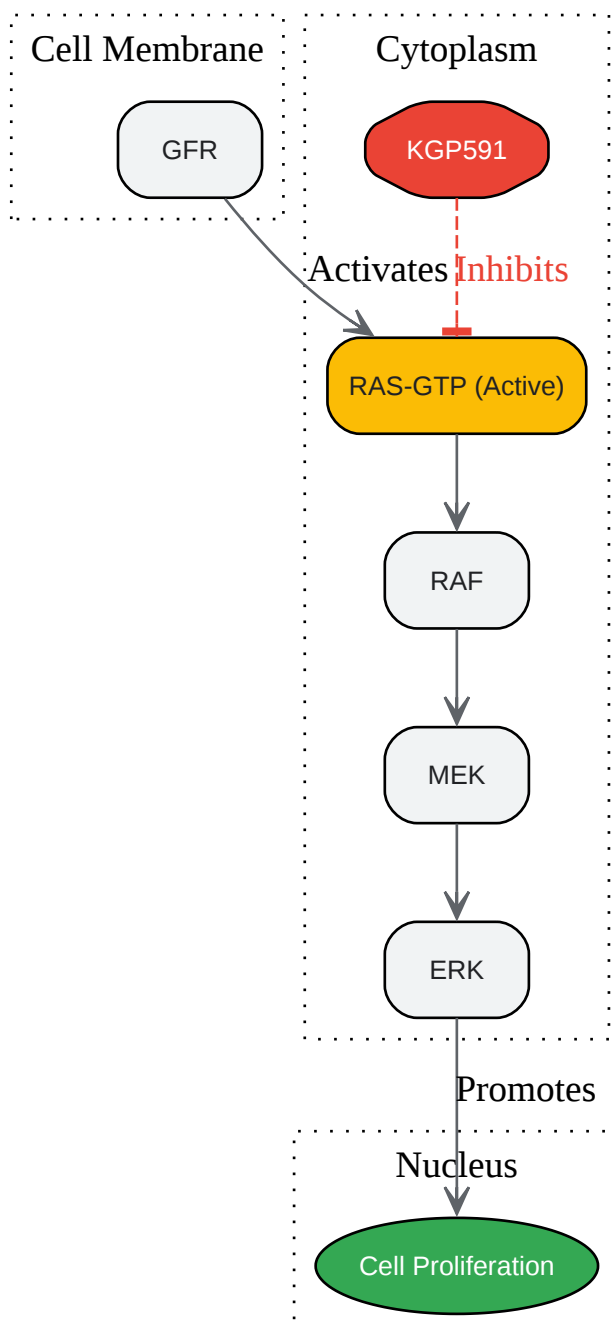 Cell Membrane
Cytoplasm
GFR
KGP591
Activates
Inhibits
RAS-GTP (Active)
RAF
MEK
ERK
Promotes
Nucleus
Cell Proliferation